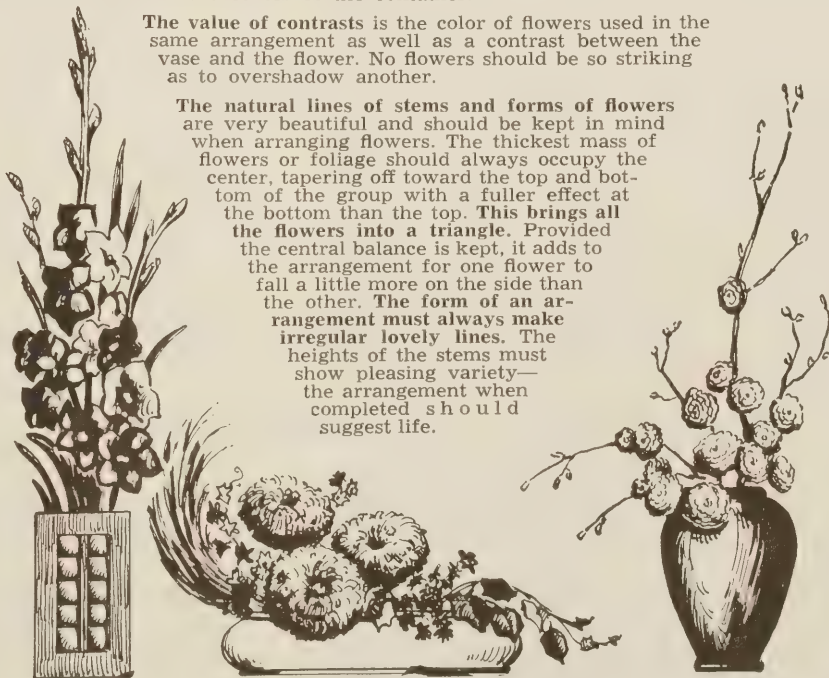 The value of contrasts is the color of flowers used in the
same arrangement as well as a contrast between the
vase and the flower. No flowers should be so striking
as to overshadow another.
The natural lines of stems and forms of flowers
are very beautiful and should be kept in mind
when arranging flowers. The thickest mass of
flowers or foliage should always occupy the
center, tapering off toward the top and bot-
tom of the group with a fuller effect at
the bottom than the top. This brings all
the flowers into a triangle. Provided
the central balance is kept, it adds to
the arrangement for one flower to
fall a little more on the side than
the other. The form of an ar-
rangement must always make
irregular lovely lines. The
heights of the stems must
show pleasing variety—
the arrangement when
completed should
suggest life.